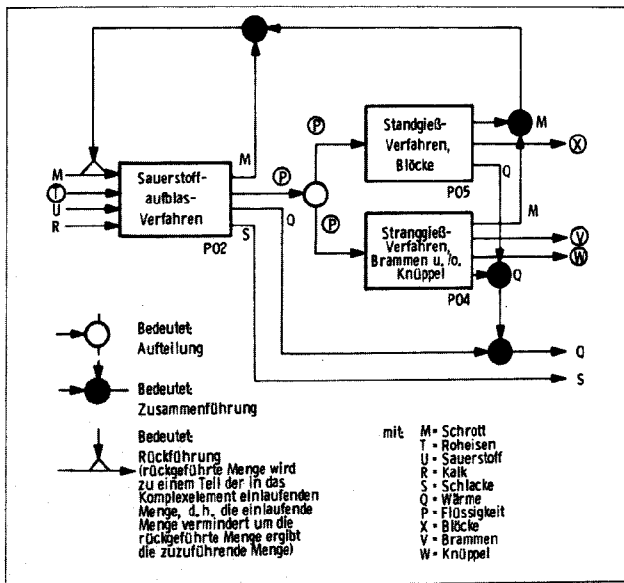 M
P
Standgieß-
Verfahren,
Blöcke
M
X
P
Q
P05
M
T
U
R
Sauerstoff-
aufblas-
Verfahren
M
P
Q
S
P02
P
Stranggieß-
Verfahren,
Brammen u./o.
Knüppel
M
V
W
Q
P04
Q
S
Bedeutet:
Aufteilung
Bedeutet:
Zusammenführung
Bedeutet:
Rückführung
(rückgeführte Menge wird
zu einem Teil der in das
Komplexelement einlaufenden
Menge, d.h. die einlaufende
Menge vermindert um die
rückgeführte Menge ergibt
die zuzuführende Menge)
mit: M = Schrott
T = Roheisen
U = Sauerstoff
R = Kalk
S = Schlacke
Q = Wärme
P = Flüssigkeit
X = Blöcke
V = Brammen
W = Knüppel